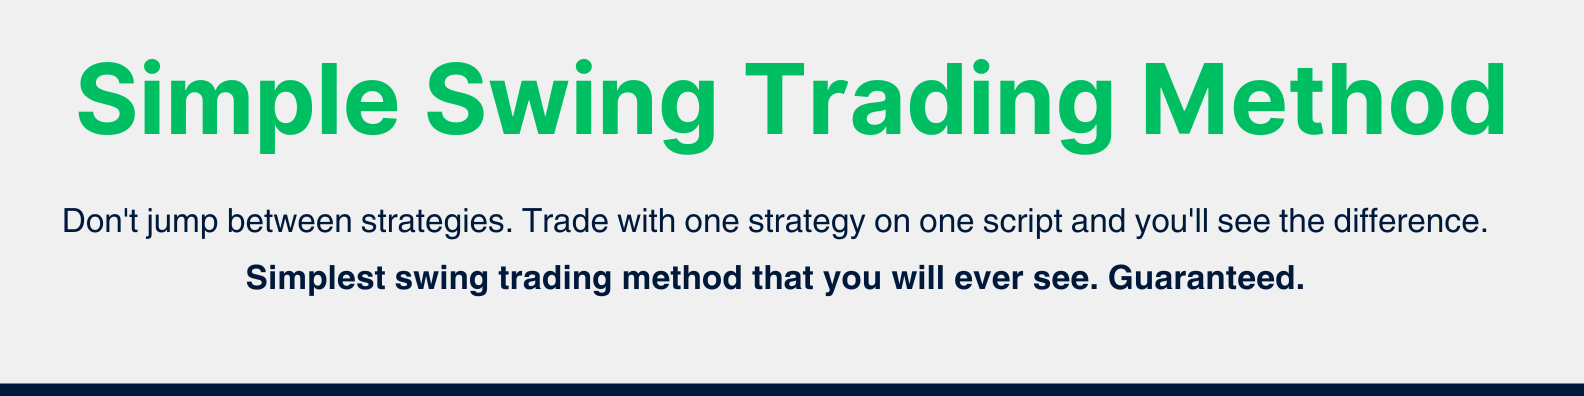 Simple Swing Trading Method
Don't jump between strategies. Trade with one strategy on one script and you'll see the difference.
Simplest swing trading method that you will ever see. Guaranteed.